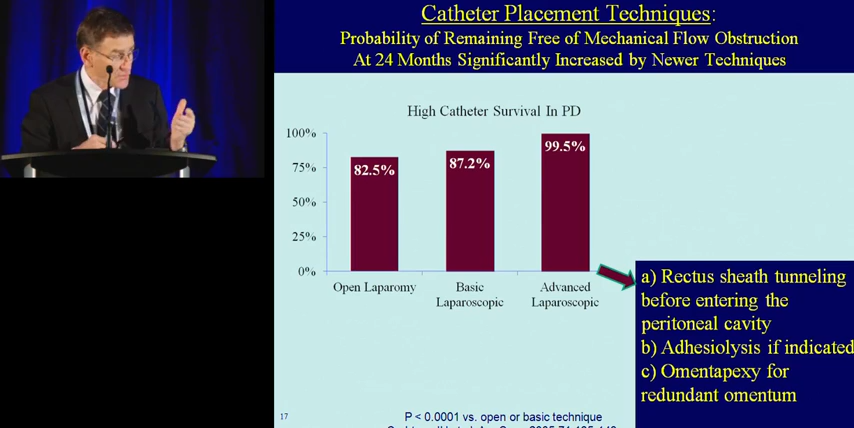 Catheter Placement Techniques:
Probability of Remaining Free of Mechanical Flow Obstruction
At 24 Months Significantly Increased by Newer Techniques
High Catheter Survival In PD
100%
75%
50%
25%
0%
82.5%
87.2%
99.5%
Open Laparomy
Basic
Laparoscopic
Advanced
Laparoscopic
a) Rectus sheath tunneling
before entering the
peritoneal cavity
b) Adhesiolysis if indicated
c) Omentapexy for
redundant omentum
17
P < 0.0001 vs. open or basic technique